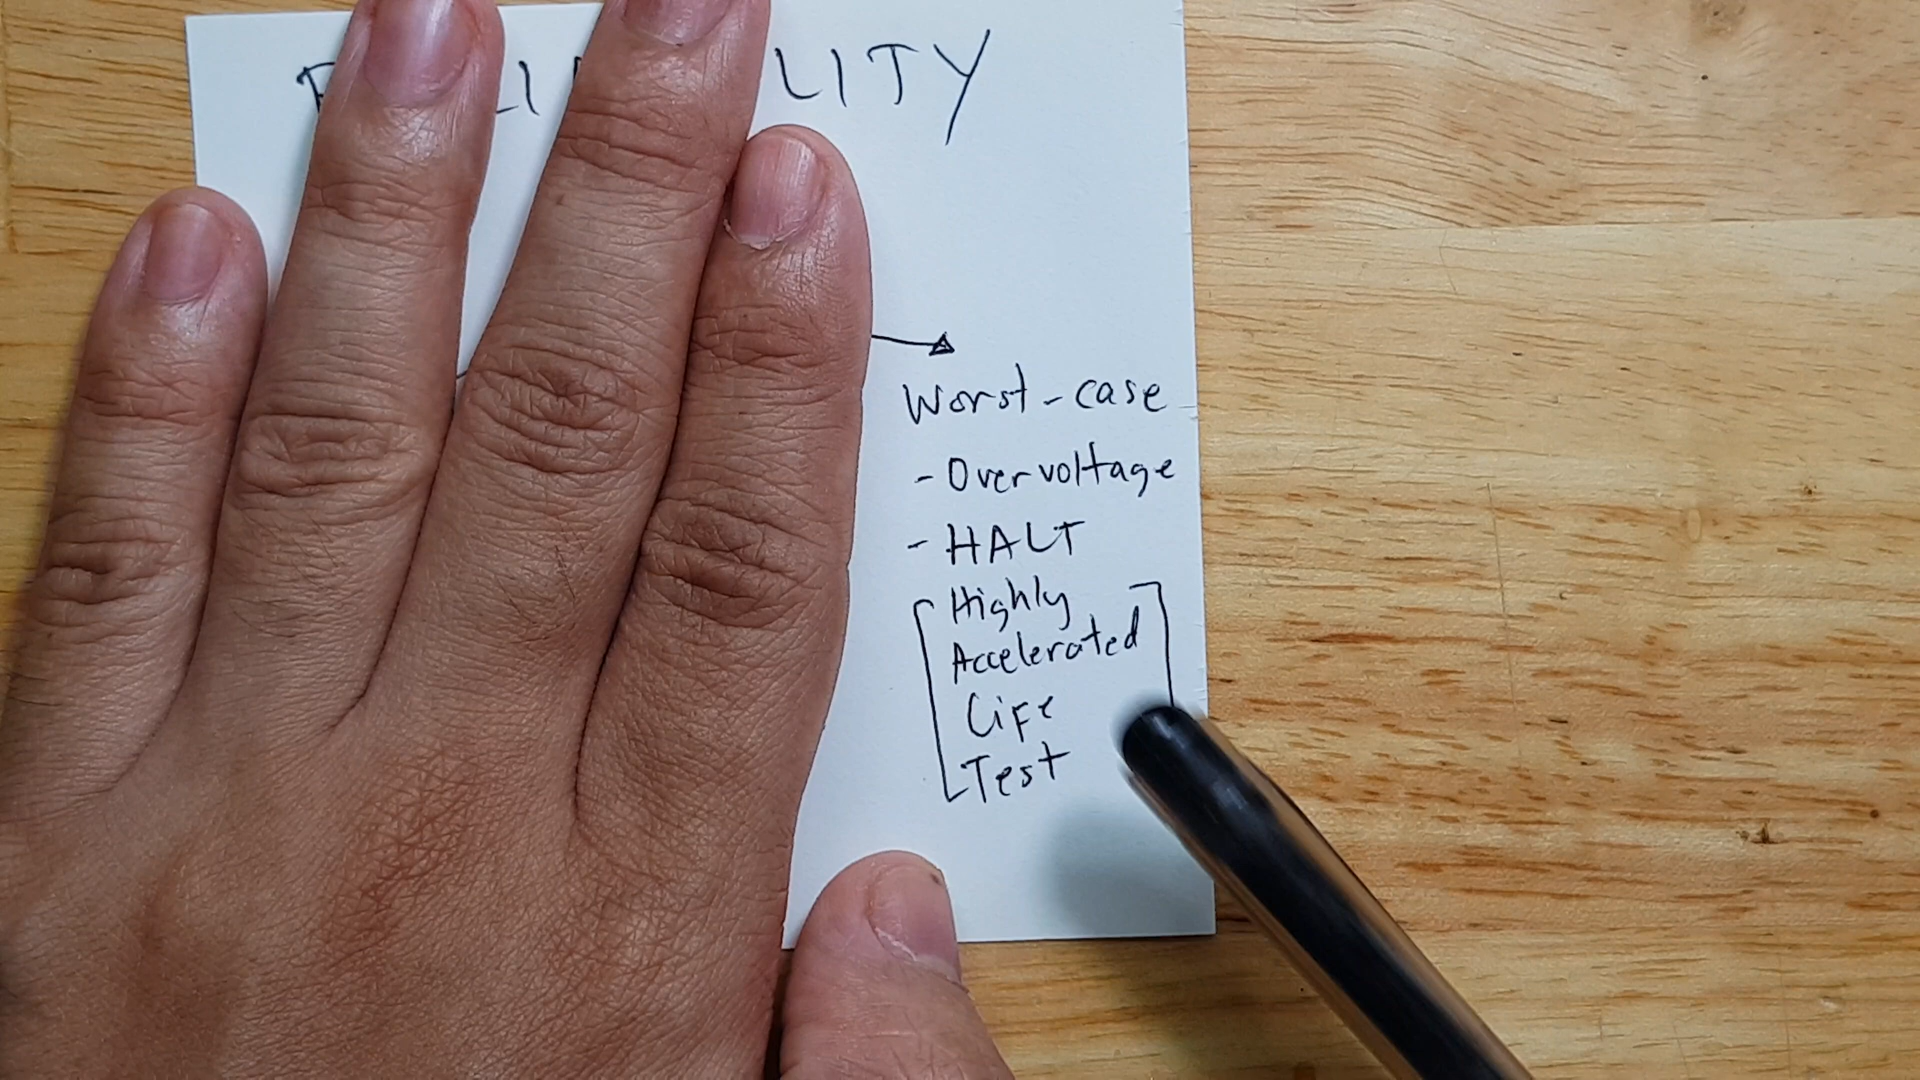 LITY
Worst-case
- Overvoltage
- HALT
Highly
Accelerated
Life
Test